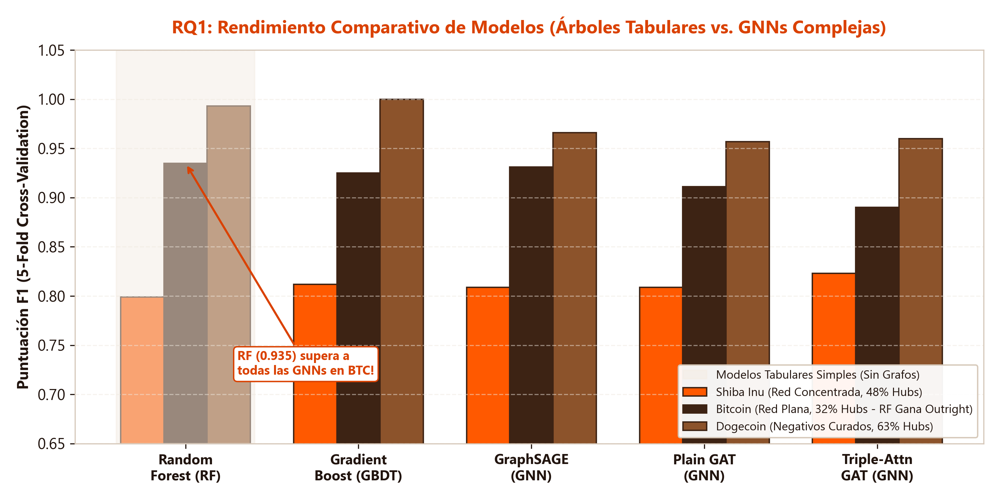 RQ1: Rendimiento Comparativo de Modelos (Árboles Tabulares vs. GNNs Complejas)
Puntuación F1 (5-Fold Cross-Validation)
1.05
1.00
0.95
0.90
0.85
0.80
0.75
0.70
0.65
RF (0.935) supera a
todas las GNNs en BTC!
Modelos Tabulares Simples (Sin Grafos)
Shiba Inu (Red Concentrada, 48% Hubs)
Bitcoin (Red Plana, 32% Hubs - RF Gana Outright)
Dogecoin (Negativos Curados, 63% Hubs)
Random
Forest (RF)
Gradient
Boost (GBDT)
GraphSAGE
(GNN)
Plain GAT
(GNN)
Triple-Attn
GAT (GNN)